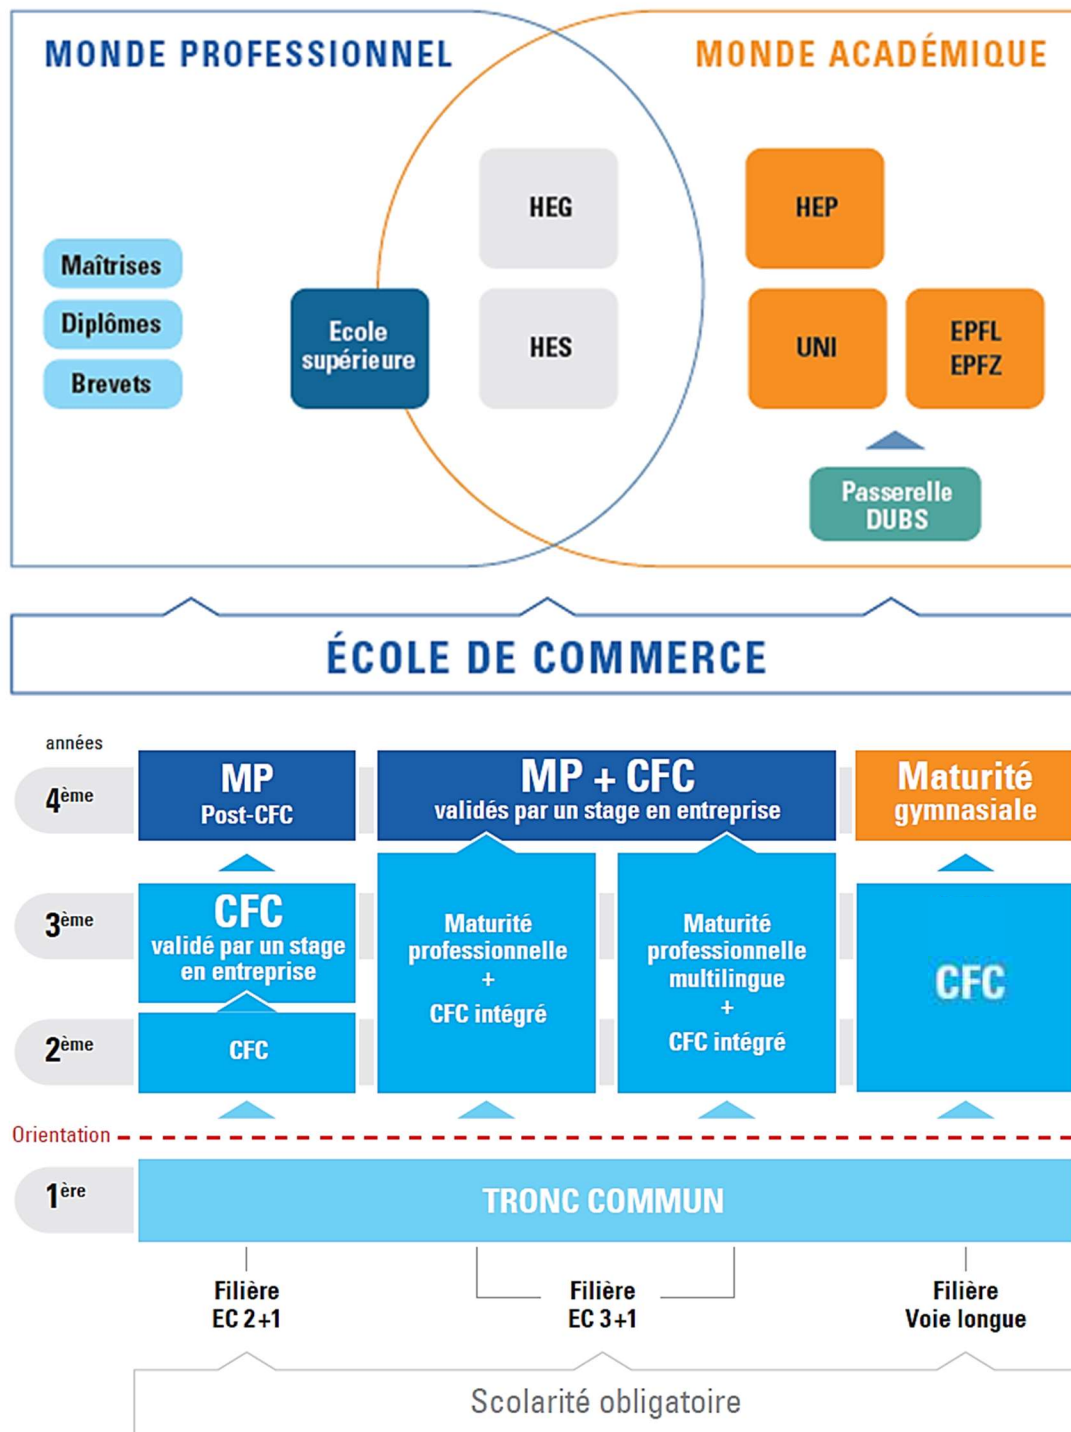 MONDE PROFESSIONNEL
MONDE ACADÉMIQUE
HEG
HEP
Maîtrises
Diplômes
Brevets
Ecole
supérieure
HES
UNI
EPFL
EPFZ
Passerelle
DUBS
ÉCOLE DE COMMERCE
années
4ème
MP
Post-CFC
MP + CFC
validés par un stage en entreprise
Maturité
gymnasiale
3ème
CFC
validé par un stage
en entreprise
Maturité
professionnelle
+
CFC intégré
Maturité
professionnelle
multilingue
+
CFC intégré
CFC
2ème
CFC
Orientation
1ère
TRONC COMMUN
Filière
EC 2+1
Filière
EC 3+1
Filière
Voie longue
Scolarité obligatoire